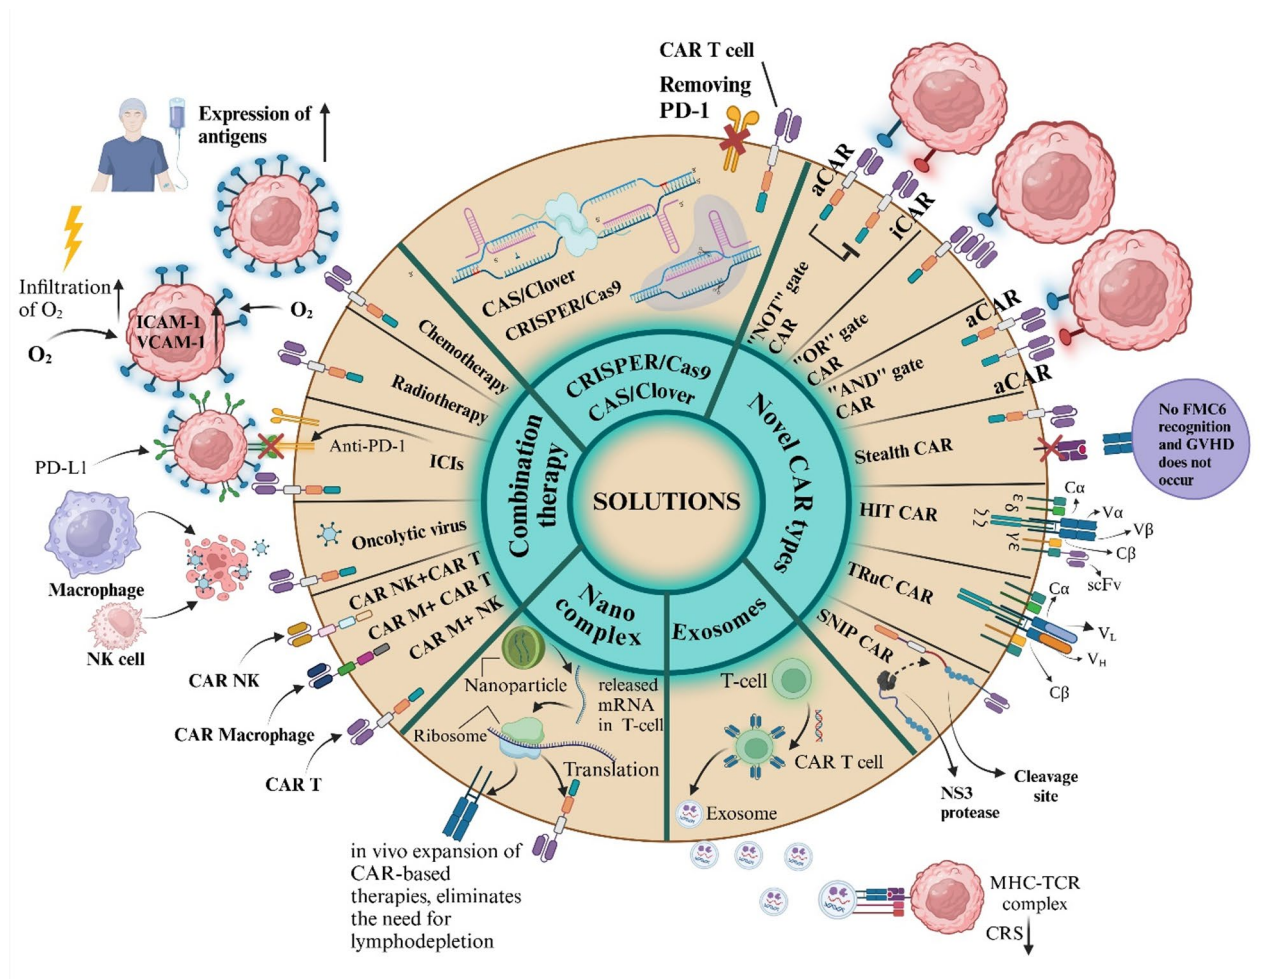 CAR T cell
Removing
PD-1
Expression of
antigens
Infiltration
of O₂
O₂
ICAM-1
VCAM-1
O₂
PD-L1
Anti-PD-1
Macrophage
NK cell
CAR NK
CAR Macrophage
CAR T
CAS/Clover
CRISPER/Cas9
Chemotherapy
Radiotherapy
ICIs
Oncolytic virus
CAR NK+CAR T
CAR M+ CAR T
CAR M+ NK
CRISPER/Cas9
CAS/Clover
Combination
therapy
SOLUTIONS
Novel CAR types
Nano
complex
Exosomes
aCAR
iCAR
"NOT" gate
CAR
"OR" gate
CAR
"AND" gate
CAR
aCAR
aCAR
Stealth CAR
No FMC6
recognition
and GVHD
does not
occur
HIT CAR
ε
δ
ζζ
γ
ε
Cα
Vα
Vβ
Cβ
scFv
TRuC CAR
Cα
V_L
V_H
Cβ
SNIP CAR
NS3
protease
Cleavage
site
Nanoparticle
released
mRNA
in T-cell
Ribosome
Translation
in vivo expansion of
CAR-based
therapies, eliminates
the need for
lymphodepletion
T-cell
CAR T cell
Exosome
MHC-TCR
complex
CRS